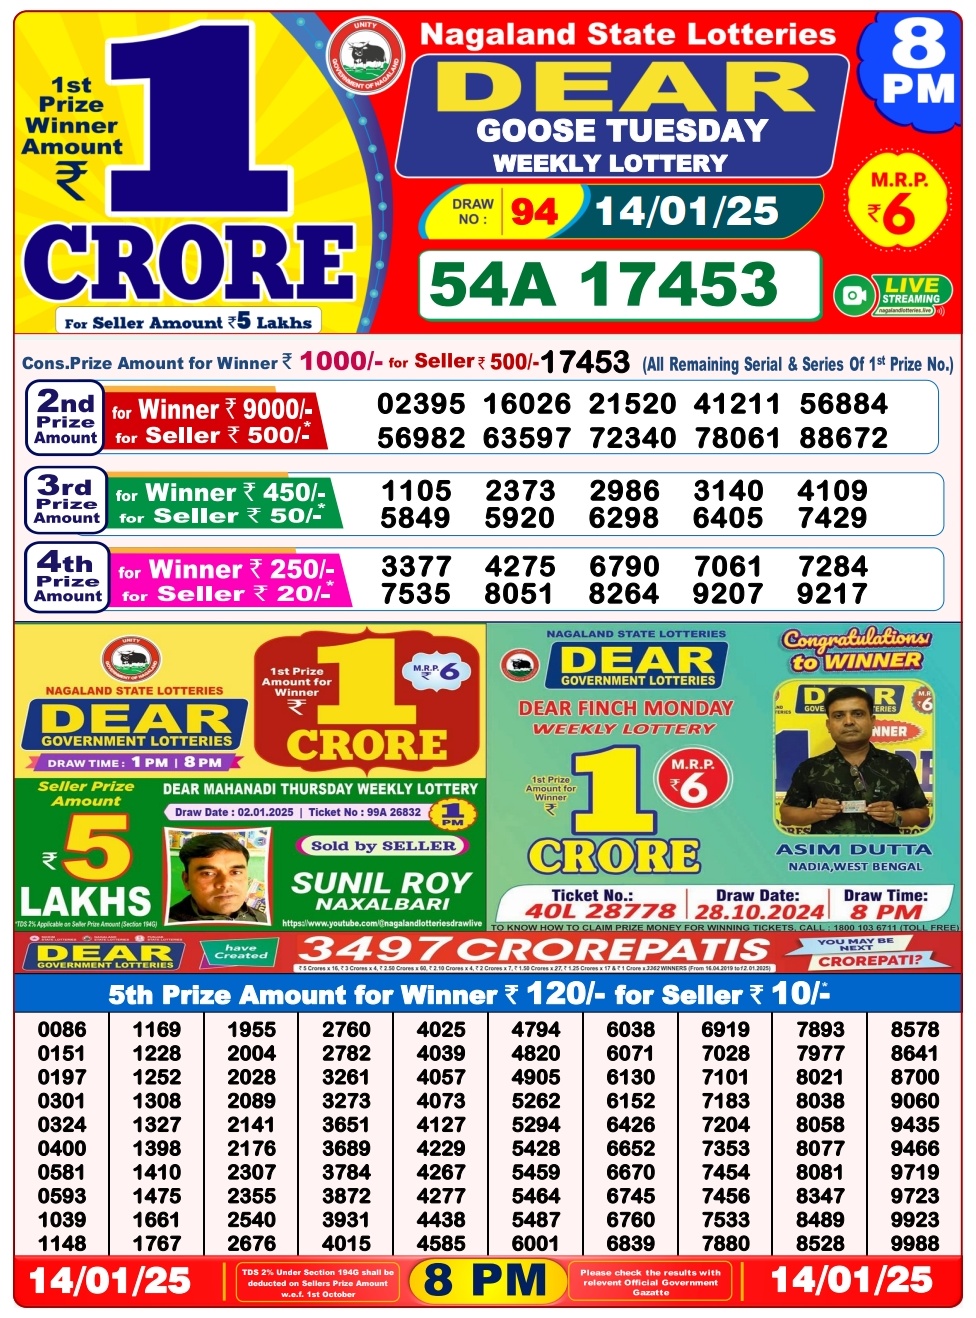 1st
Prize
Winner
Amount
₹
1
CRORE
For Seller Amount ₹5 Lakhs
UNITY
GOVERNMENT OF NAGALAND
Nagaland State Lotteries
DEAR
GOOSE TUESDAY
WEEKLY LOTTERY
8
PM
DRAW
NO :
94
14/01/25
M.R.P.
₹6
54A 17453
LIVE
STREAMING
nagalandlotteries.live
Cons.Prize Amount for Winner ₹ 1000/- for Seller ₹ 500/-17453 (All Remaining Serial & Series Of 1st Prize No.)
2nd
Prize
Amount
for Winner ₹ 9000/-
for Seller ₹ 500/-*
02395 16026 21520 41211 56884
56982 63597 72340 78061 88672
3rd
Prize
Amount
for Winner ₹ 450/-
for Seller ₹ 50/-*
1105 2373 2986 3140 4109
5849 5920 6298 6405 7429
4th
Prize
Amount
for Winner ₹ 250/-
for Seller ₹ 20/-*
3377 4275 6790 7061 7284
7535 8051 8264 9207 9217
UNITY
NAGALAND STATE LOTTERIES
DEAR
GOVERNMENT LOTTERIES
DRAW TIME : 1 PM | 8 PM
1st Prize
Amount for
Winner
₹
1
CRORE
M.R.P.
₹ 6
Seller Prize
Amount
₹ 5
LAKHS
*TDS 2% Applicable on Seller Prize Amount (Section 194G)
DEAR MAHANADI THURSDAY WEEKLY LOTTERY
Draw Date : 02.01.2025 | Ticket No : 99A 26832
1
PM
Sold by SELLER
SUNIL ROY
NAXALBARI
https://www.youtube.com/@nagalandlotteriesdrawlive
NAGALAND STATE LOTTERIES
DEAR
GOVERNMENT LOTTERIES
DEAR FINCH MONDAY
WEEKLY LOTTERY
1st Prize
Amount for
Winner
₹
1
CRORE
M.R.P.
₹6
Congratulations!
to WINNER
ASIM DUTTA
NADIA,WEST BENGAL
Ticket No.: Draw Date: Draw Time:
40L 28778 28.10.2024 8 PM
TO KNOW HOW TO CLAIM PRIZE MONEY FOR WINNING TICKETS, CALL : 1800 103 6711 (TOLL FREE)
DEAR
GOVERNMENT LOTTERIES
have
Created
3497 CROREPATIS
YOU MAY BE
NEXT
CROREPATI?
5th Prize Amount for Winner ₹ 120/- for Seller ₹ 10/-*
0086 1169 1955 2760 4025 4794 6038 6919 7893 8578
0151 1228 2004 2782 4039 4820 6071 7028 7977 8641
0197 1252 2028 3261 4057 4905 6130 7101 8021 8700
0301 1308 2089 3273 4073 5262 6152 7183 8038 9060
0324 1327 2141 3651 4127 5294 6426 7204 8058 9435
0400 1398 2176 3689 4229 5428 6652 7353 8077 9466
0581 1410 2307 3784 4267 5459 6670 7454 8081 9719
0593 1475 2355 3872 4277 5464 6745 7456 8347 9723
1039 1661 2540 3931 4438 5487 6760 7533 8489 9923
1148 1767 2676 4015 4585 6001 6839 7880 8528 9988
14/01/25
TDS 2% Under Section 194G shall be
deducted on Sellers Prize Amount
w.e.f. 1st October
8 PM
Please check the results with
relevent Official Government
Gazatte
14/01/25